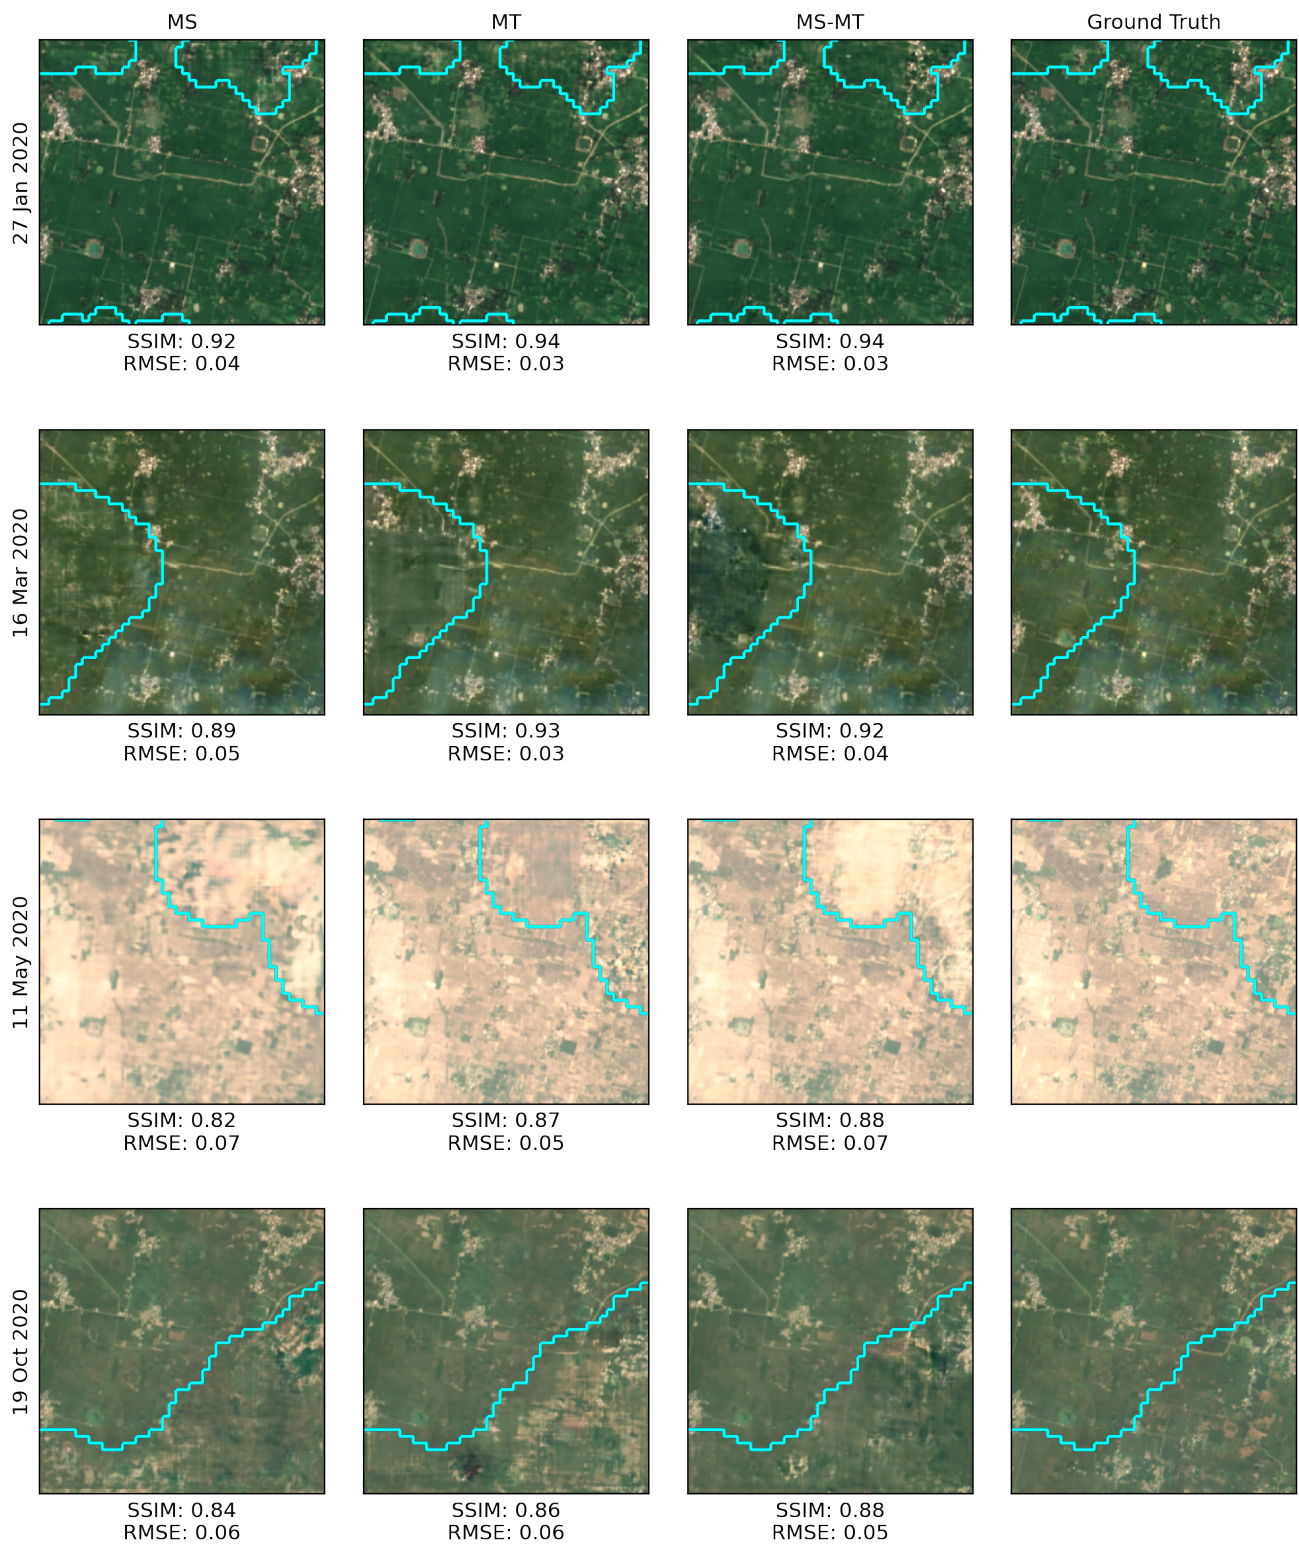 MS MT MS-MT Ground Truth
27 Jan 2020
SSIM: 0.92 SSIM: 0.94 SSIM: 0.94
RMSE: 0.04 RMSE: 0.03 RMSE: 0.03
16 Mar 2020
SSIM: 0.89 SSIM: 0.93 SSIM: 0.92
RMSE: 0.05 RMSE: 0.03 RMSE: 0.04
11 May 2020
SSIM: 0.82 SSIM: 0.87 SSIM: 0.88
RMSE: 0.07 RMSE: 0.05 RMSE: 0.07
19 Oct 2020
SSIM: 0.84 SSIM: 0.86 SSIM: 0.88
RMSE: 0.06 RMSE: 0.06 RMSE: 0.05